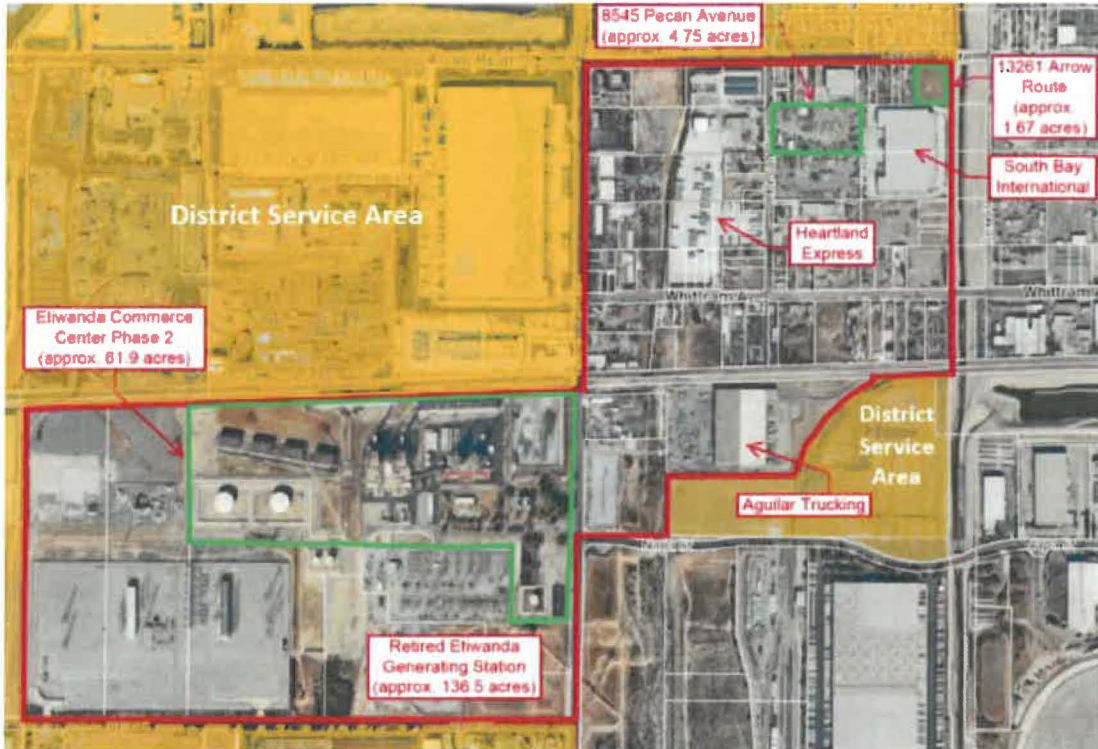 8545 Pecan Avenue
(approx. 4.75 acres)
13261 Arrow
Route
(approx.
1.67 acres)
South Bay
International
District Service Area
Heartland
Express
Whittram Av
Etiwanda Commerce
Center Phase 2
(approx. 61.9 acres)
District
Service
Area
Aguilar Trucking
Retired Etiwanda
Generating Station
(approx. 136.5 acres)